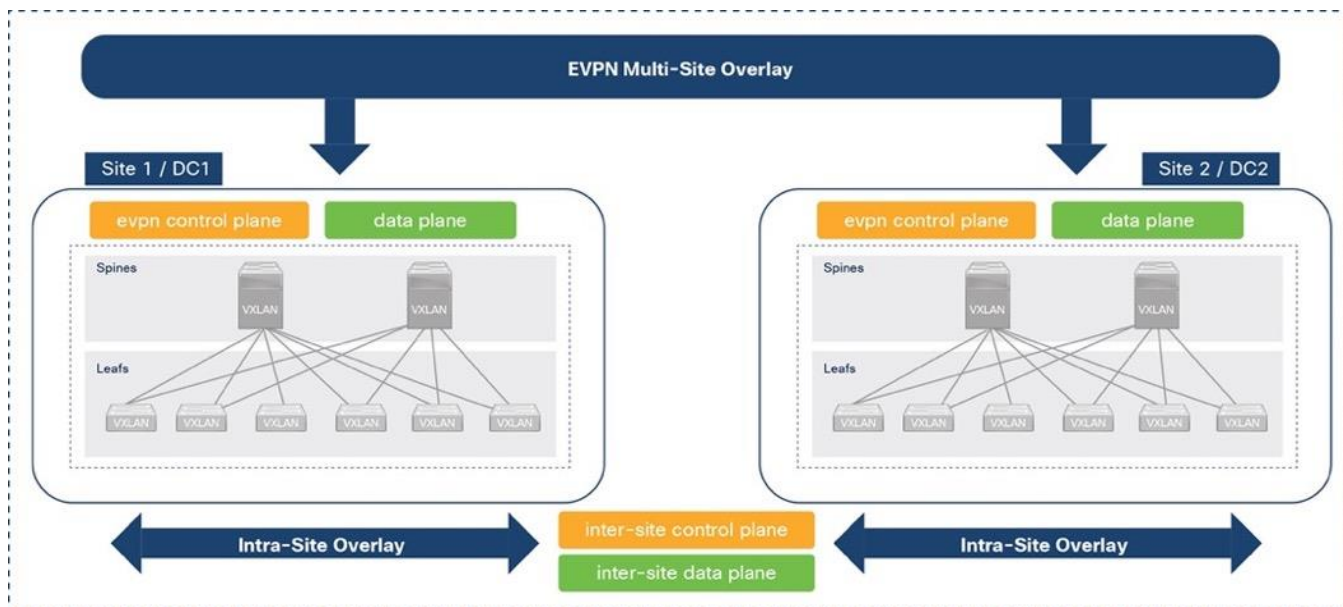 EVPN Multi-Site Overlay
Site 1 / DC1
Site 2 / DC2
evpn control plane
data plane
evpn control plane
data plane
Spines
VXLAN
VXLAN
Spines
VXLAN
VXLAN
Leafs
VXLAN
VXLAN
VXLAN
VXLAN
VXLAN
VXLAN
Leafs
VXLAN
VXLAN
VXLAN
VXLAN
VXLAN
VXLAN
Intra-Site Overlay
inter-site control plane
inter-site data plane
Intra-Site Overlay